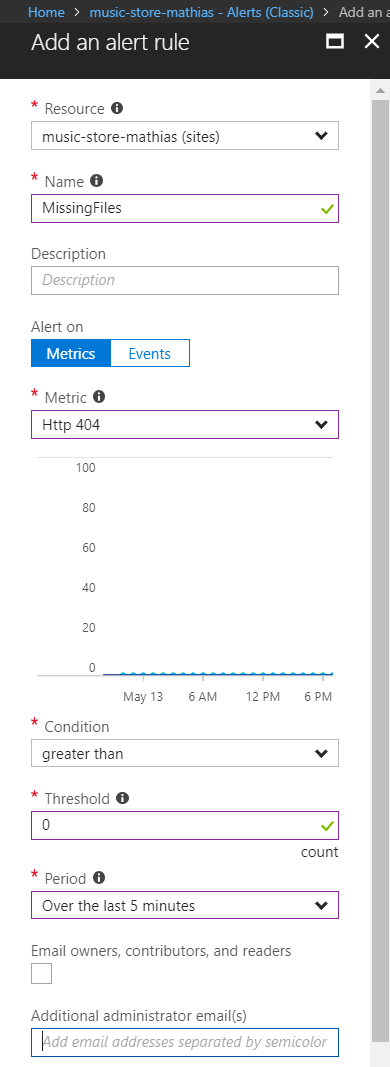 Home > music-store-mathias - Alerts (Classic) > Add an a
Add an alert rule
* Resource
music-store-mathias (sites)
* Name
MissingFiles
Description
Description
Alert on
Metrics Events
* Metric
Http 404
100
80
60
40
20
0
May 13 6 AM 12 PM 6 PM
* Condition
greater than
* Threshold
0
count
* Period
Over the last 5 minutes
Email owners, contributors, and readers
Additional administrator email(s)
Add email addresses separated by semicolor